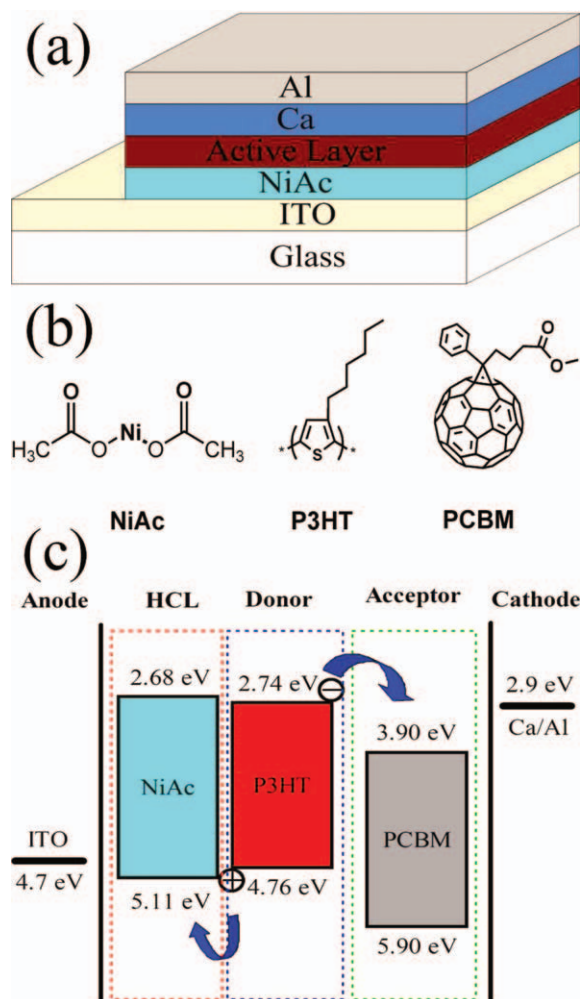 (a)
Al
Ca
Active Layer
NiAc
ITO
Glass
(b)
O O
H₃C O Ni O CH₃
S
* ( ) *
O
O
NiAc P3HT PCBM
(c)
Anode HCL Donor Acceptor Cathode
2.68 eV 2.74 eV 2.9 eV
Ca/Al
3.90 eV
NiAc P3HT
PCBM
ITO
4.7 eV
5.11 eV 4.76 eV
5.90 eV